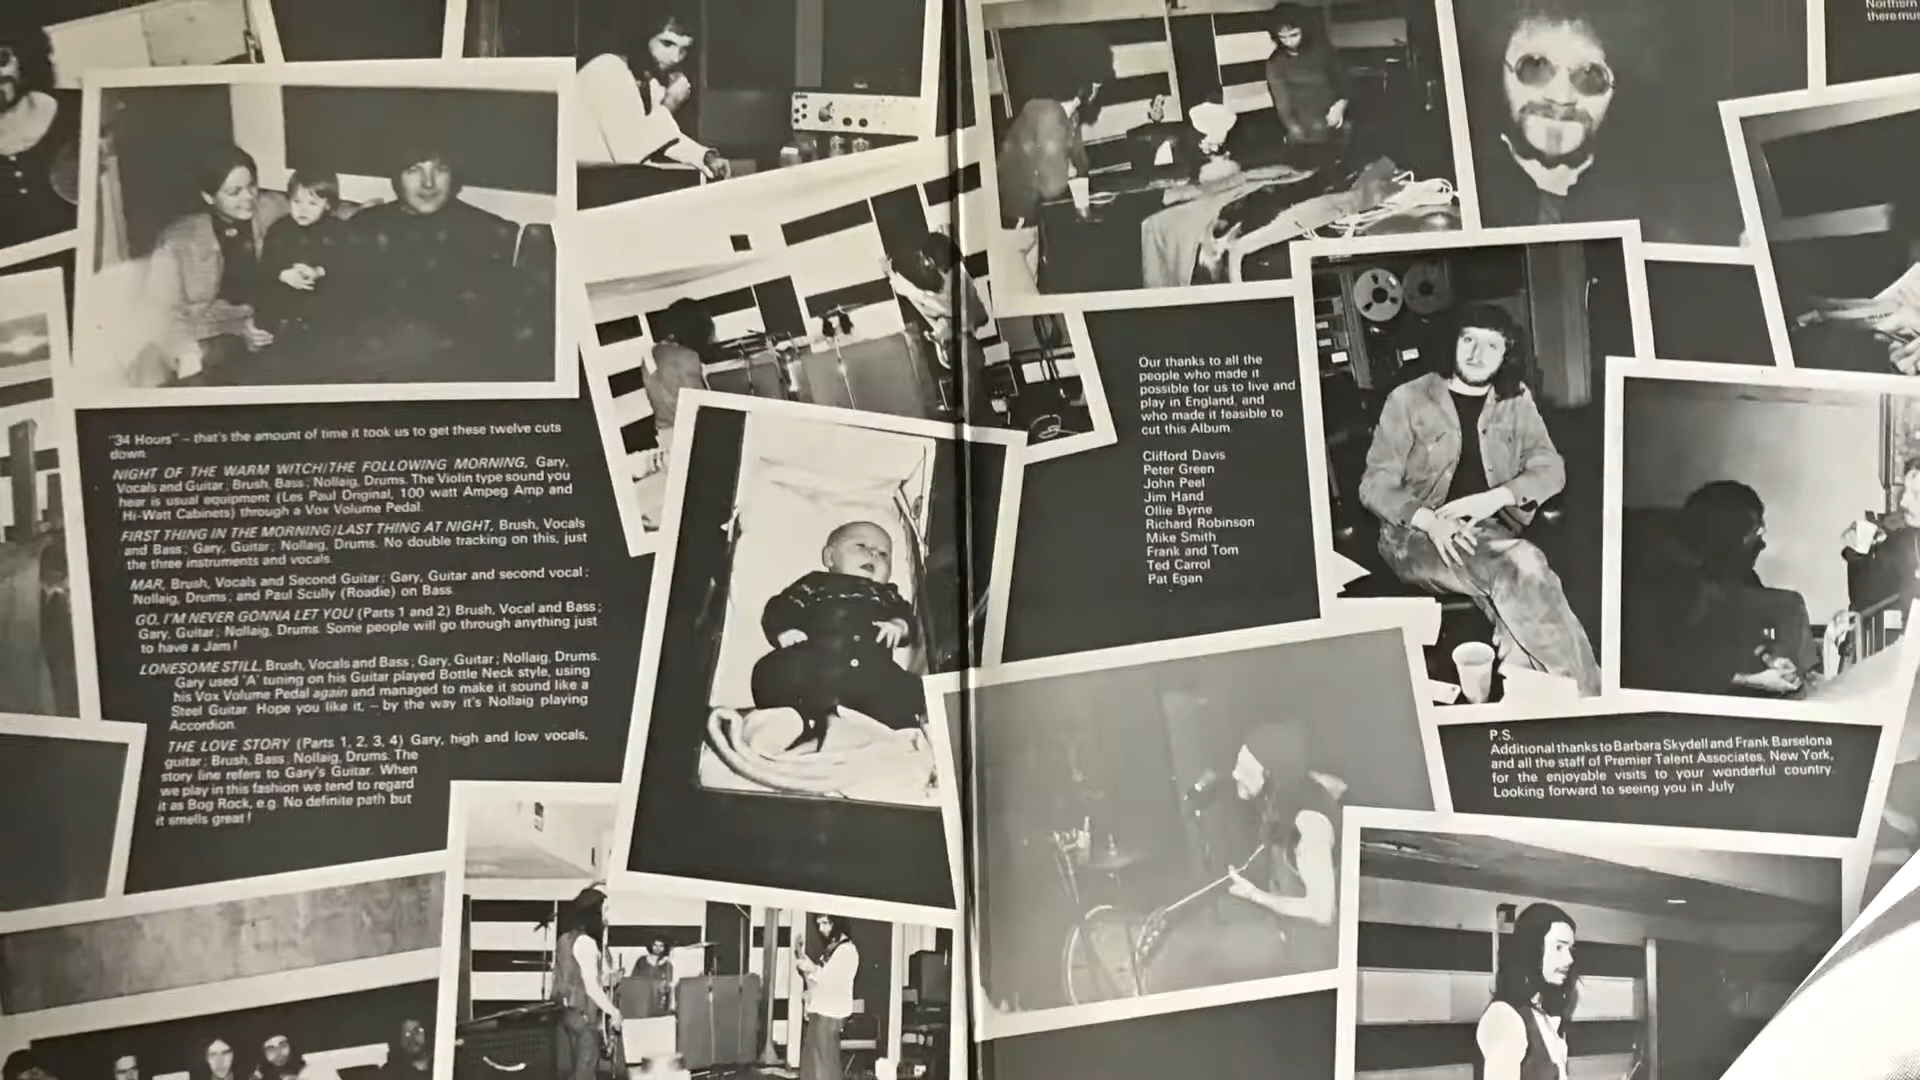 "34 Hours" – that's the amount of time it took us to get these twelve cuts
down.
NIGHT OF THE WARM WITCH/THE FOLLOWING MORNING, Gary,
Vocals and Guitar; Brush, Bass; Nollaig, Drums. The Violin type sound you
hear is usual equipment (Les Paul Original, 100 watt Ampeg Amp and
Hi-Watt Cabinets) through a Vox Volume Pedal.
FIRST THING IN THE MORNING/LAST THING AT NIGHT, Brush, Vocals
and Bass; Gary, Guitar; Nollaig, Drums. No double tracking on this, just
the three instruments and vocals.
MAR, Brush, Vocals and Second Guitar; Gary, Guitar and second vocal;
Nollaig, Drums; and Paul Scully (Roadie) on Bass.
GO, I'M NEVER GONNA LET YOU (Parts 1 and 2) Brush, Vocal and Bass;
Gary, Guitar; Nollaig, Drums. Some people will go through anything just
to have a Jam!
LONESOME STILL, Brush, Vocals and Bass; Gary, Guitar; Nollaig, Drums.
Gary used 'A' tuning on his Guitar played Bottle Neck style, using
his Vox Volume Pedal again and managed to make it sound like a
Steel Guitar. Hope you like it, – by the way it's Nollaig playing
Accordion.
THE LOVE STORY (Parts 1, 2, 3, 4) Gary, high and low vocals,
guitar; Brush, Bass; Nollaig, Drums. The
story line refers to Gary's Guitar. When
we play in this fashion we tend to regard
it as Bog Rock, e.g. No definite path but
it smells great!
Our thanks to all the
people who made it
possible for us to live and
play in England, and
who made it feasible to
cut this Album.
Clifford Davis
Peter Green
John Peel
Jim Hand
Ollie Byrne
Richard Robinson
Mike Smith
Frank and Tom
Ted Carrol
Pat Egan
Northern
there mus
P.S.
Additional thanks to Barbara Skydell and Frank Barselona
and all the staff of Premier Talent Associates, New York,
for the enjoyable visits to your wonderful country.
Looking forward to seeing you in July